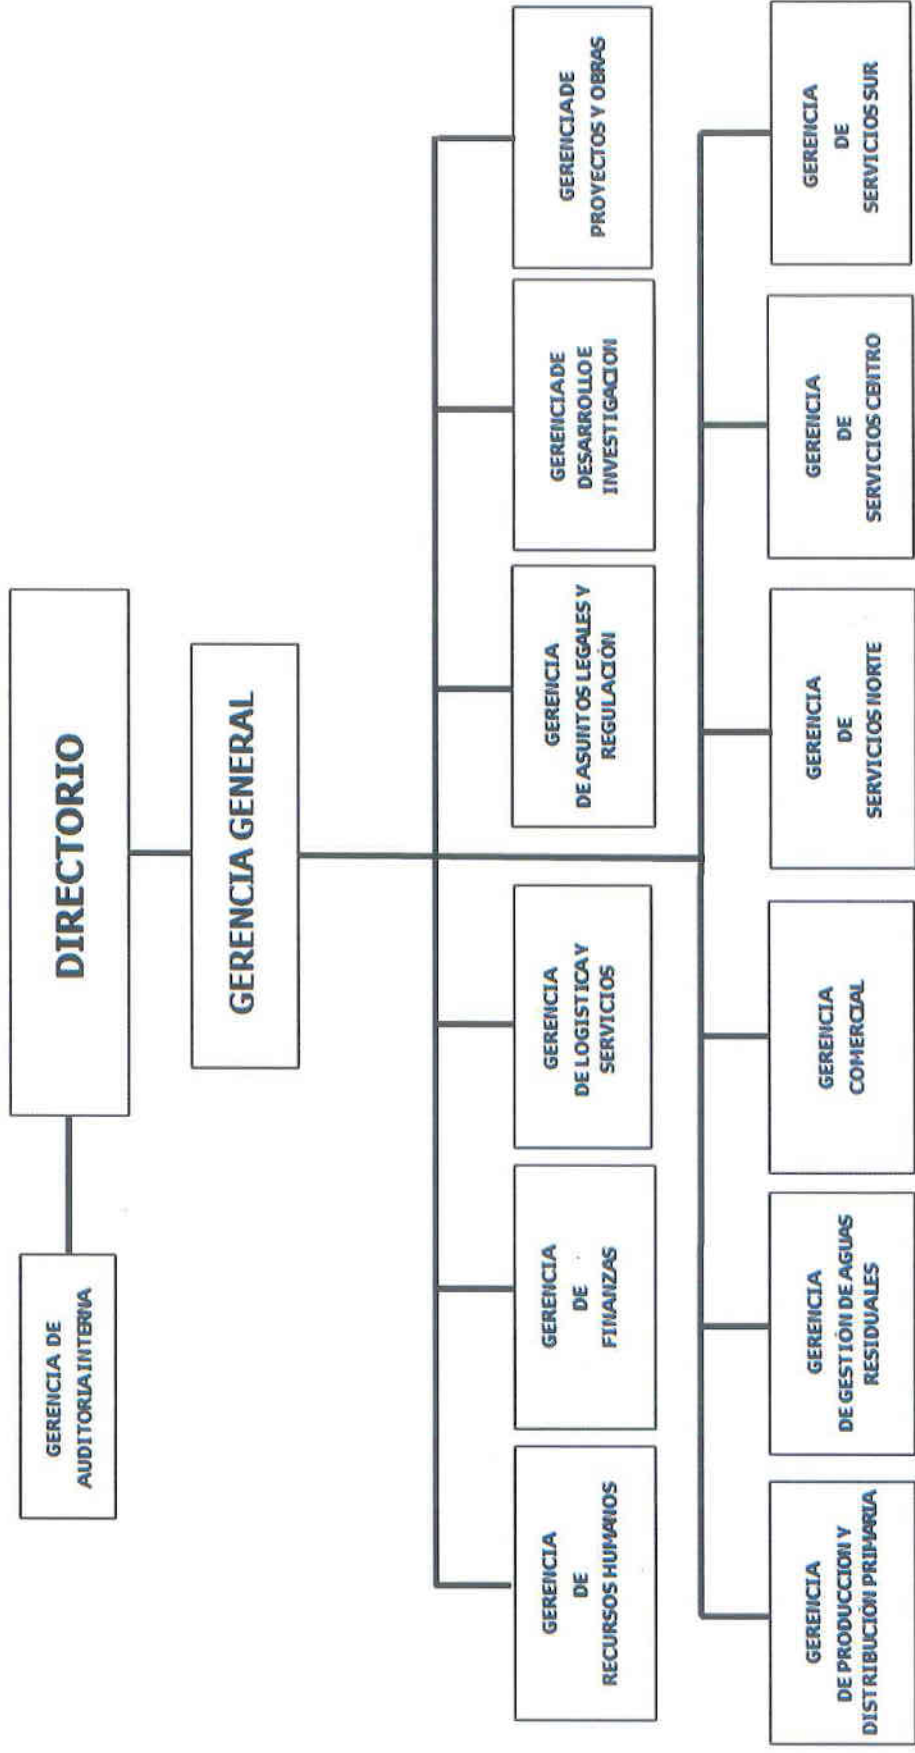 DIRECTORIO
GERENCIA DE
AUDITORIA INTERNA
GERENCIA GENERAL
GERENCIA
DE
RECURSOS HUMANOS
GERENCIA
DE
FINANZAS
GERENCIA
DE LOGISTICA Y
SERVICIOS
GERENCIA
DE ASUNTOS LEGALES Y
REGULACIÓN
GERENCIA DE
DESARROLLO E
INVESTIGACION
GERENCIA DE
PROYECTOS Y OBRAS
GERENCIA
DE PRODUCCION Y
DISTRIBUCIÓN PRIMARIA
GERENCIA
DE GESTIÓN DE AGUAS
RESIDUALES
GERENCIA
COMERCIAL
GERENCIA
DE
SERVICIOS NORTE
GERENCIA
DE
SERVICIOS CENTRO
GERENCIA
DE
SERVICIOS SUR